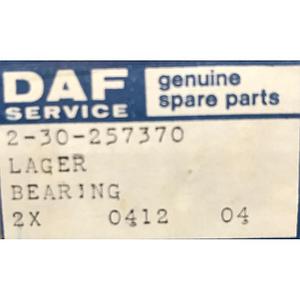 DAF
SERVICE
genuine
spare parts
2-30-257370
LAGER
BEARING
2X 0412 04